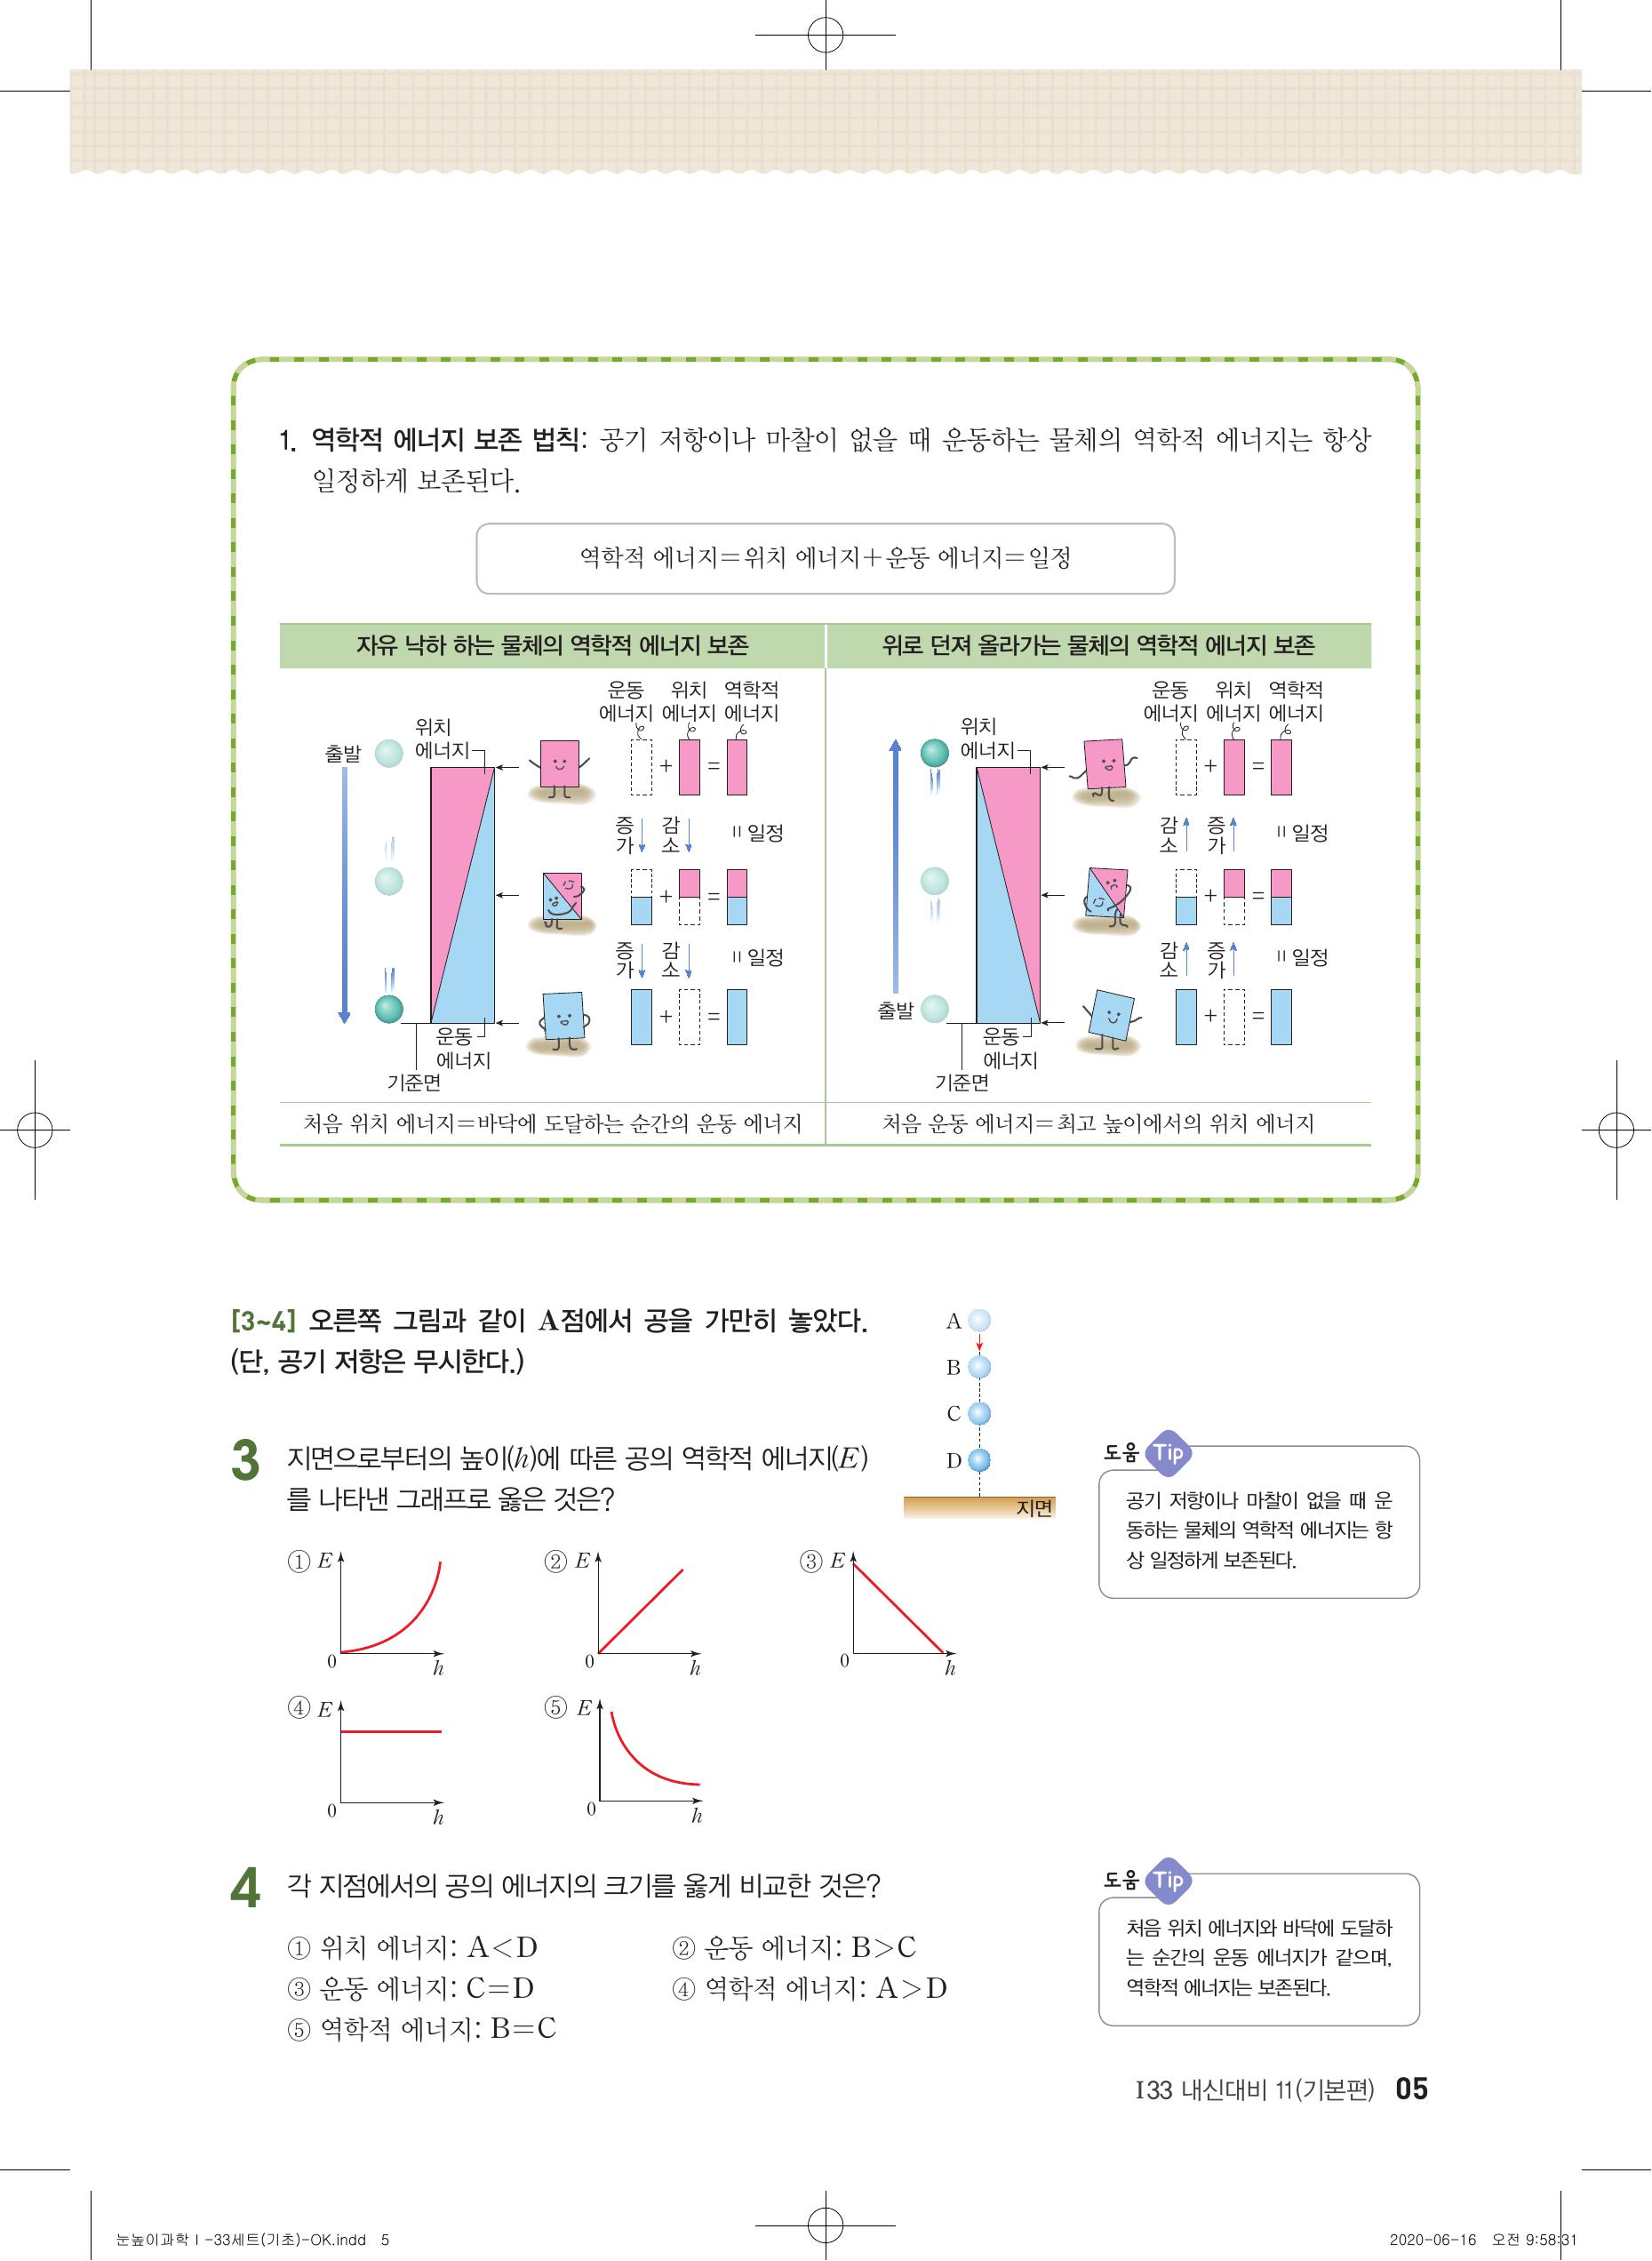 1. 역학적 에너지 보존 법칙: 공기 저항이나 마찰이 없을 때 운동하는 물체의 역학적 에너지는 항상
일정하게 보존된다.
역학적 에너지=위치 에너지+운동 에너지=일정
자유 낙하 하는 물체의 역학적 에너지 보존
출발
위치
에너지
운동
에너지
위치
에너지
역학적
에너지
+ =
증가 감소 =일정
+ =
증가 감소 =일정
+ =
운동
에너지
기준면
처음 위치 에너지=바닥에 도달하는 순간의 운동 에너지
위로 던져 올라가는 물체의 역학적 에너지 보존
위치
에너지
운동
에너지
위치
에너지
역학적
에너지
+ =
감소 증가 =일정
+ =
감소 증가 =일정
+ =
출발
운동
에너지
기준면
처음 운동 에너지=최고 높이에서의 위치 에너지
[3~4] 오른쪽 그림과 같이 A점에서 공을 가만히 놓았다.
(단, 공기 저항은 무시한다.)
A
B
C
D
지면
3 지면으로부터의 높이(h)에 따른 공의 역학적 에너지(E)
를 나타낸 그래프로 옳은 것은?
① E 0 h
② E 0 h
③ E 0 h
④ E 0 h
⑤ E 0 h
도움 Tip
공기 저항이나 마찰이 없을 때 운
동하는 물체의 역학적 에너지는 항
상 일정하게 보존된다.
4 각 지점에서의 공의 에너지의 크기를 옳게 비교한 것은?
① 위치 에너지: A<D ② 운동 에너지: B>C
③ 운동 에너지: C=D ④ 역학적 에너지: A>D
⑤ 역학적 에너지: B=C
도움 Tip
처음 위치 에너지와 바닥에 도달하
는 순간의 운동 에너지가 같으며,
역학적 에너지는 보존된다.
I33 내신대비 11(기본편) 05
눈높이과학 I -33세트(기초)-OK.indd 5
2020-06-16 오전 9:58:31